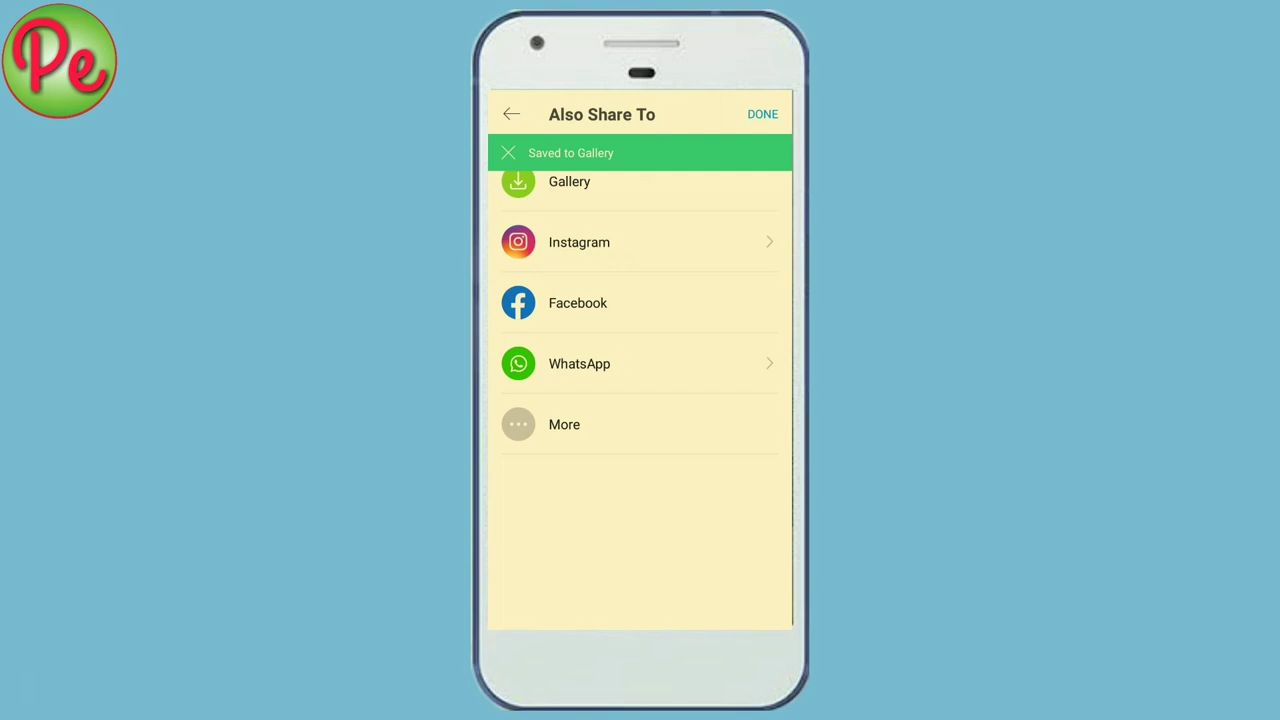 Pe
Also Share To
DONE
Saved to Gallery
Gallery
Instagram
Facebook
WhatsApp
More